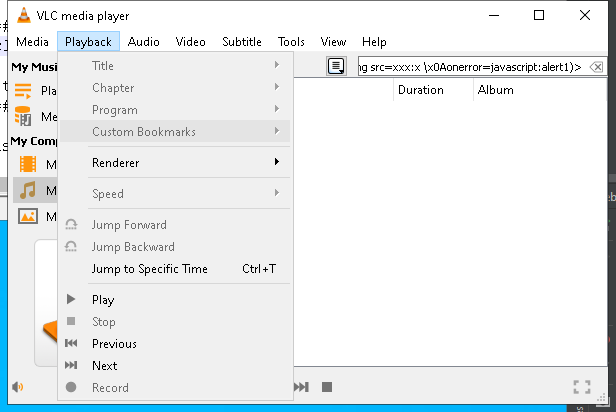 VLC media player
Media Playback Audio Video Subtitle Tools View Help
My Musi
Title
Chapter
Program
Custom Bookmarks
Renderer
Speed
Jump Forward
Jump Backward
Jump to Specific Time Ctrl+T
Play
Stop
Previous
Next
Record
My Comp
ng src=xxx:x \x0Aonerror=javascript:alert1)>
Duration Album